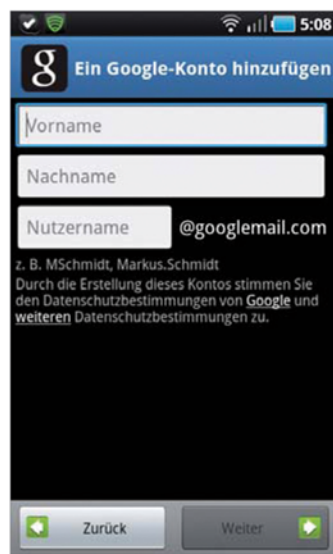 5:08
g Ein Google-Konto hinzufügen
Vorname
Nachname
Nutzername @googlemail.com
z. B. MSchmidt, Markus.Schmidt
Durch die Erstellung dieses Kontos stimmen Sie
den Datenschutzbestimmungen von Google und
weiteren Datenschutzbestimmungen zu.
Zurück Weiter